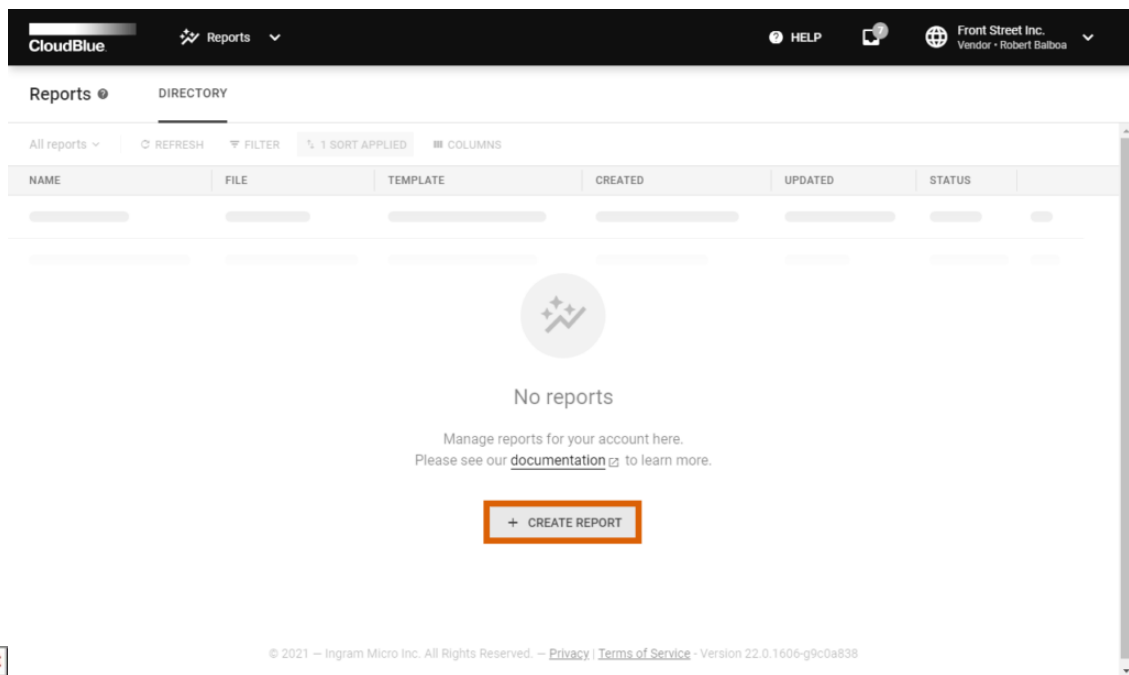 CloudBlue
Reports
HELP
7
Front Street Inc.
Vendor • Robert Balboa
Reports
DIRECTORY
All reports
REFRESH
FILTER
1 SORT APPLIED
COLUMNS
NAME
FILE
TEMPLATE
CREATED
UPDATED
STATUS
No reports
Manage reports for your account here.
Please see our documentation to learn more.
+ CREATE REPORT
© 2021 — Ingram Micro Inc. All Rights Reserved. — Privacy | Terms of Service - Version 22.0.1606-g9c0a838